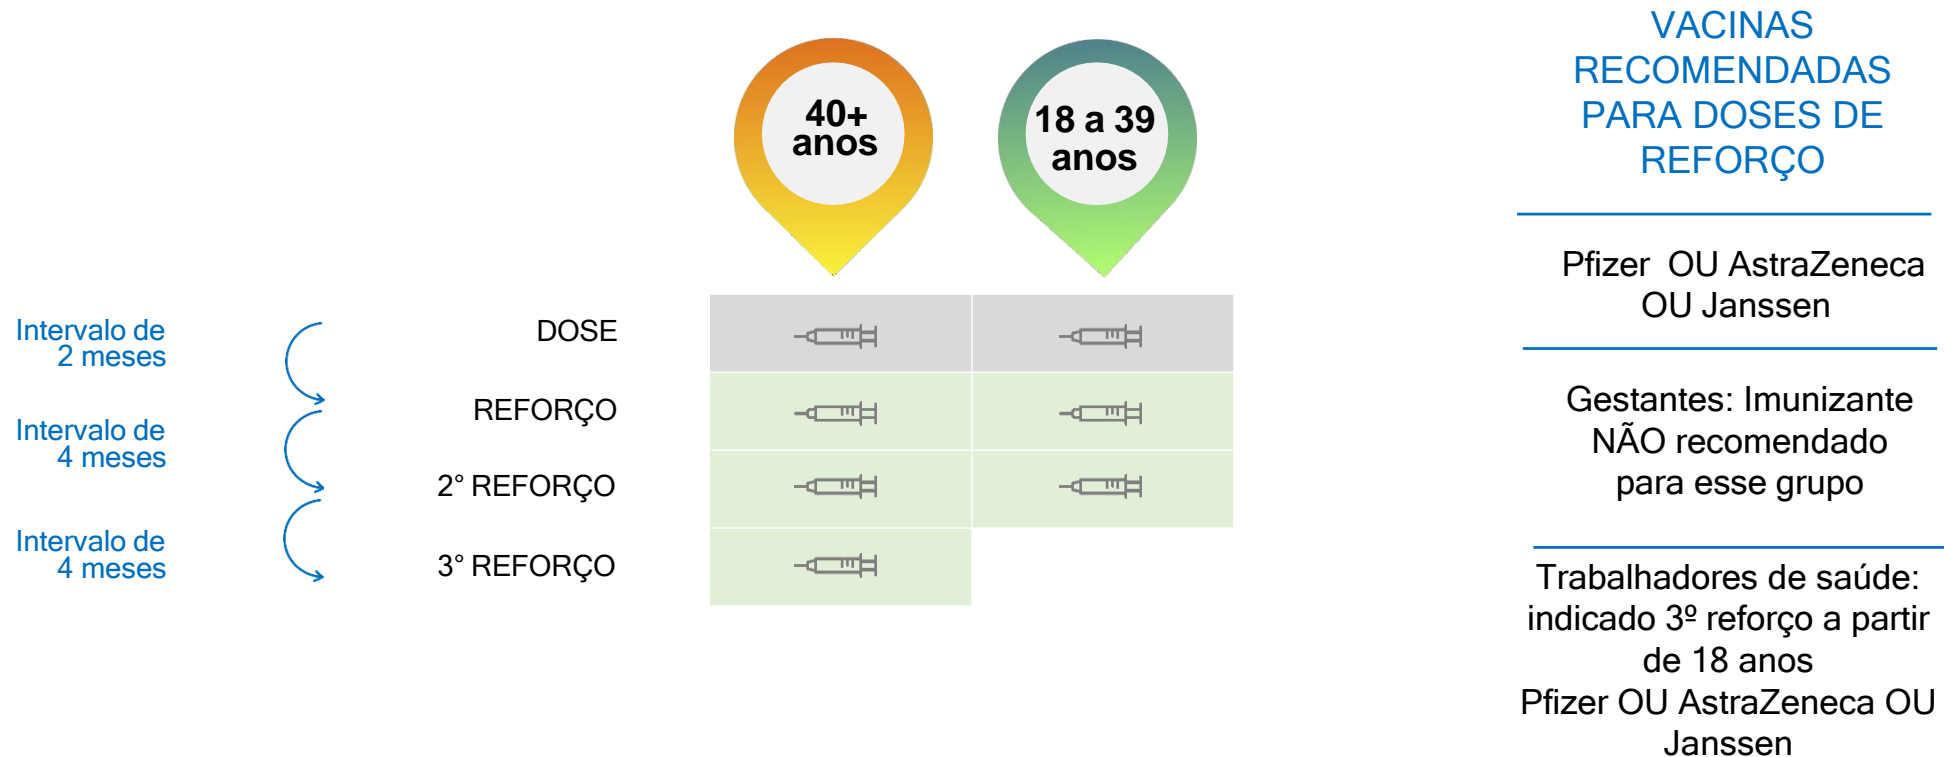 40+
anos
18 a 39
anos
Intervalo de
2 meses
Intervalo de
4 meses
Intervalo de
4 meses
DOSE
REFORÇO
2° REFORÇO
3° REFORÇO
VACINAS
RECOMENDADAS
PARA DOSES DE
REFORÇO
Pfizer OU AstraZeneca
OU Janssen
Gestantes: Imunizante
NÃO recomendado
para esse grupo
Trabalhadores de saúde:
indicado 3º reforço a partir
de 18 anos
Pfizer OU AstraZeneca OU
Janssen